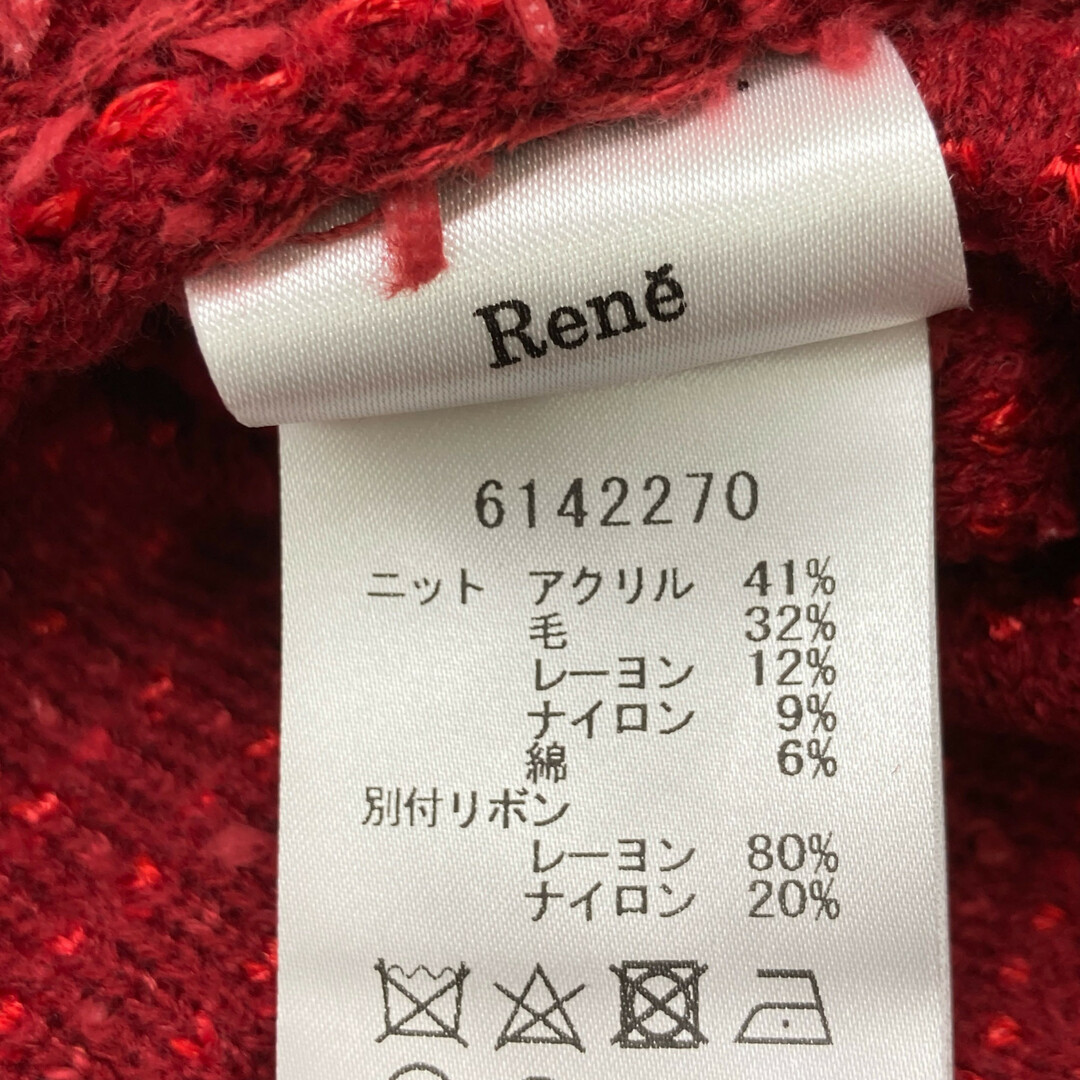 René
6142270
ニット アクリル 41%
毛 32%
レーヨン 12%
ナイロン 9%
綿 6%
別付リボン
レーヨン 80%
ナイロン 20%